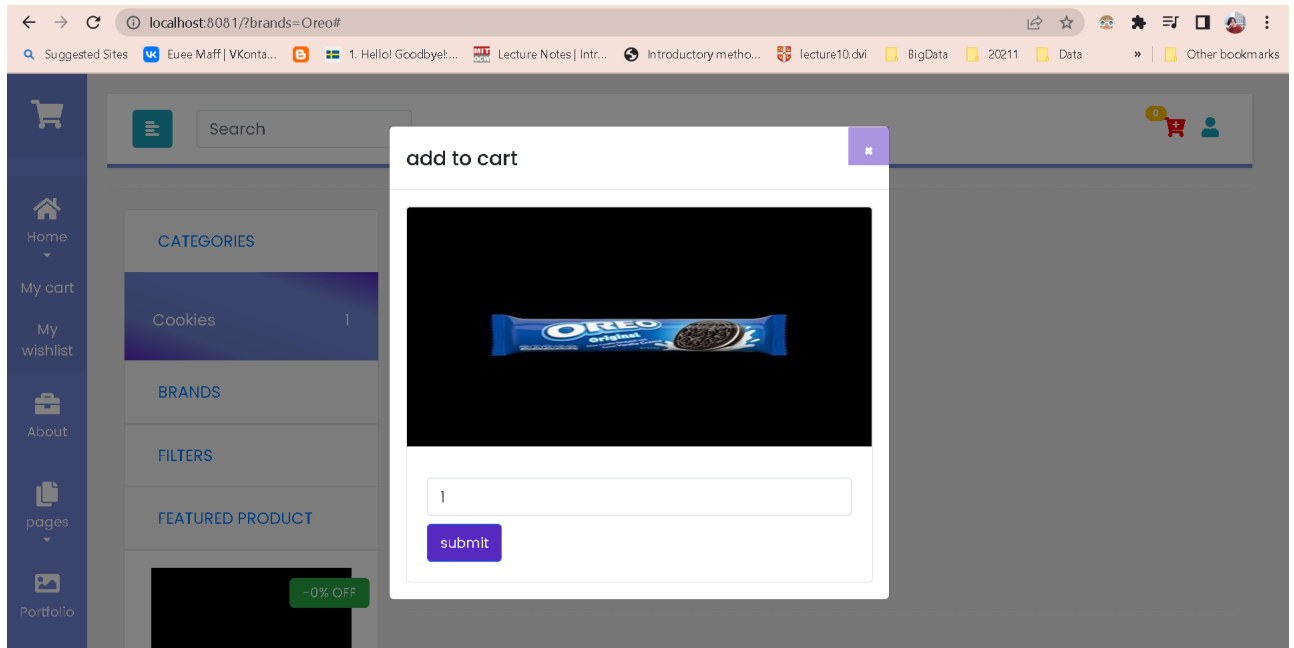 localhost:8081/?brands=Oreo#
Suggested Sites Euee Maff | VKonta... 1. Hello! Goodbye!:... MIT OCW Lecture Notes | Intr... Introductory metho... lecture10.dvi BigData 20211 Data » Other bookmarks
Search
0
add to cart
Home
My cart
My
wishlist
About
pages
Portfolio
CATEGORIES
Cookies 1
BRANDS
FILTERS
FEATURED PRODUCT
-0% OFF
OREO
Original
1
submit